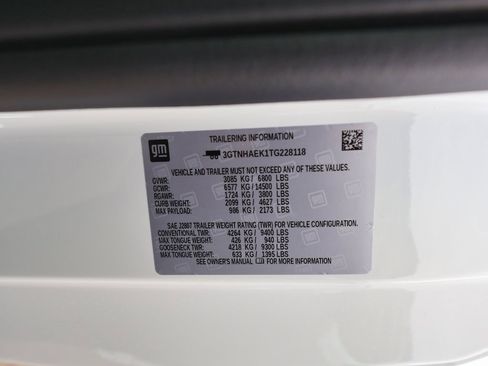 gm
TRAILERING INFORMATION
3GTNHAEK1TG228118
VEHICLE AND TRAILER MUST NOT EXCEED ANY OF THESE VALUES.
GVWR: 3085 KG / 6800 LBS
GCWR: 6577 KG / 14500 LBS
RGAWR: 1724 KG / 3800 LBS
CURB WEIGHT: 2099 KG / 4627 LBS
MAX PAYLOAD: 986 KG / 2173 LBS
SAE J2807 TRAILER WEIGHT RATING (TWR) FOR VEHICLE CONFIGURATION.
CONVENTIONAL TWR: 4264 KG / 9400 LBS
MAX TONGUE WEIGHT: 426 KG / 940 LBS
GOOSENECK TWR: 4218 KG / 9300 LBS
MAX TONGUE WEIGHT: 633 KG / 1395 LBS
SEE OWNER'S MANUAL FOR MORE INFORMATION